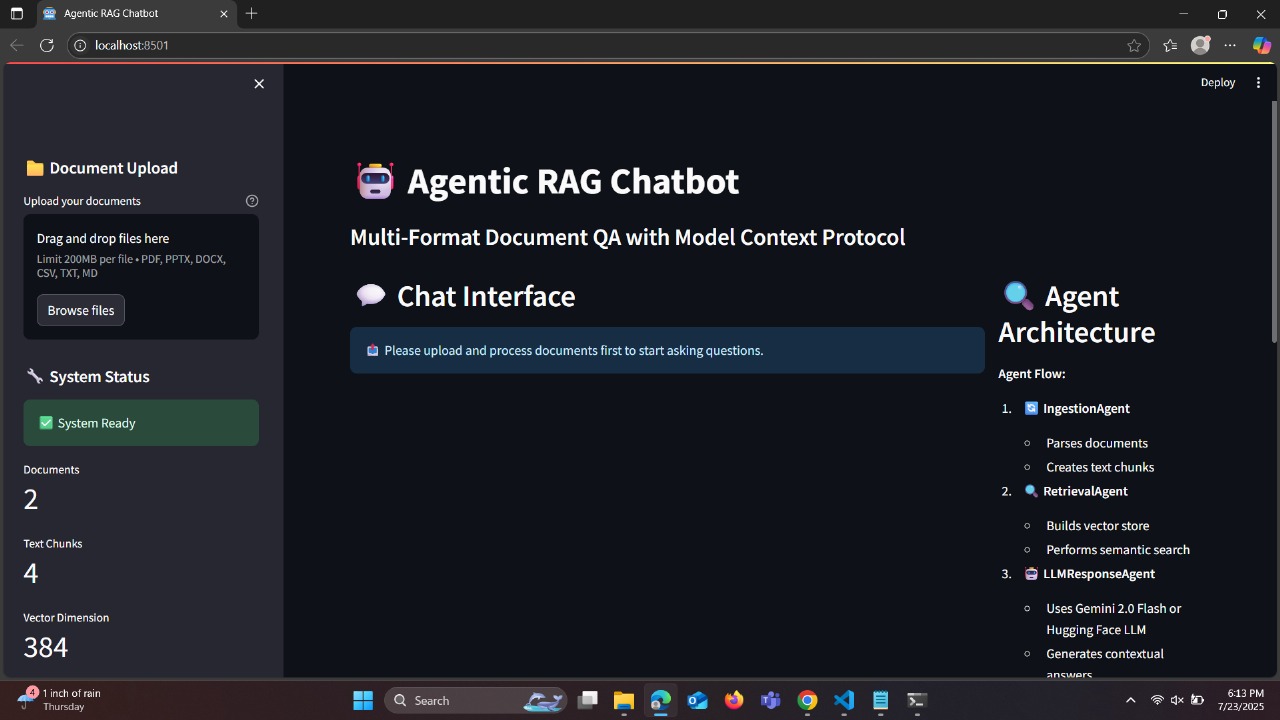 Agentic RAG Chatbot
localhost:8501
Deploy
Document Upload
Upload your documents
Drag and drop files here
Limit 200MB per file • PDF, PPTX, DOCX,
CSV, TXT, MD
Browse files
System Status
System Ready
Documents
2
Text Chunks
4
Vector Dimension
384
Agentic RAG Chatbot
Multi-Format Document QA with Model Context Protocol
Chat Interface
Please upload and process documents first to start asking questions.
Agent
Architecture
Agent Flow:
1. IngestionAgent
Parses documents
Creates text chunks
2. RetrievalAgent
Builds vector store
Performs semantic search
3. LLMResponseAgent
Uses Gemini 2.0 Flash or
Hugging Face LLM
Generates contextual
answers
4
1 inch of rain
Thursday
Search
6:13 PM
7/23/2025